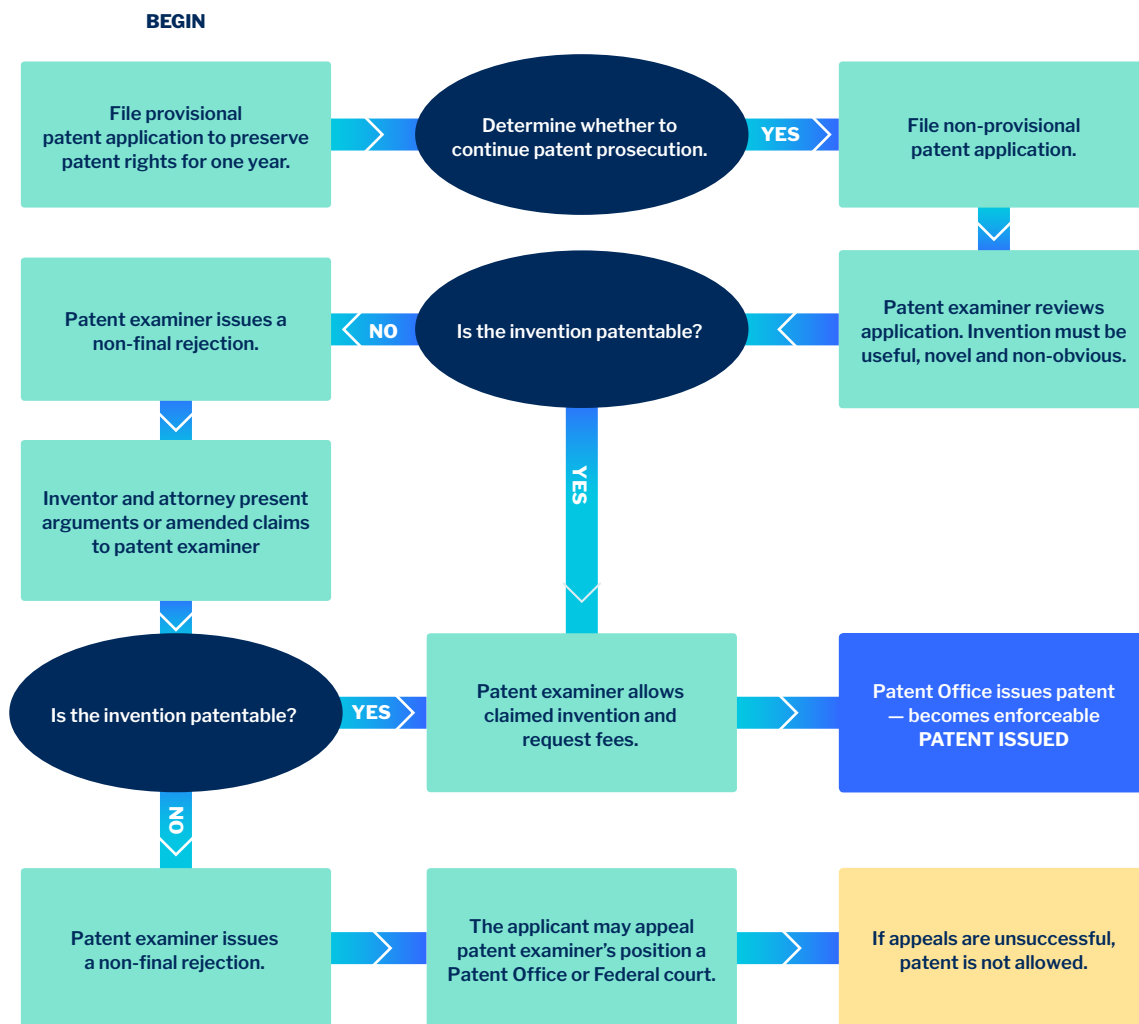 BEGIN
File provisional
patent application to preserve
patent rights for one year.
Determine whether to
continue patent prosecution.
YES
File non-provisional
patent application.
Patent examiner reviews
application. Invention must be
useful, novel and non-obvious.
Is the invention patentable?
NO
Patent examiner issues a
non-final rejection.
YES
Inventor and attorney present
arguments or amended claims
to patent examiner
Is the invention patentable?
YES
Patent examiner allows
claimed invention and
request fees.
Patent Office issues patent
— becomes enforceable
PATENT ISSUED
NO
Patent examiner issues
a non-final rejection.
The applicant may appeal
patent examiner’s position a
Patent Office or Federal court.
If appeals are unsuccessful,
patent is not allowed.